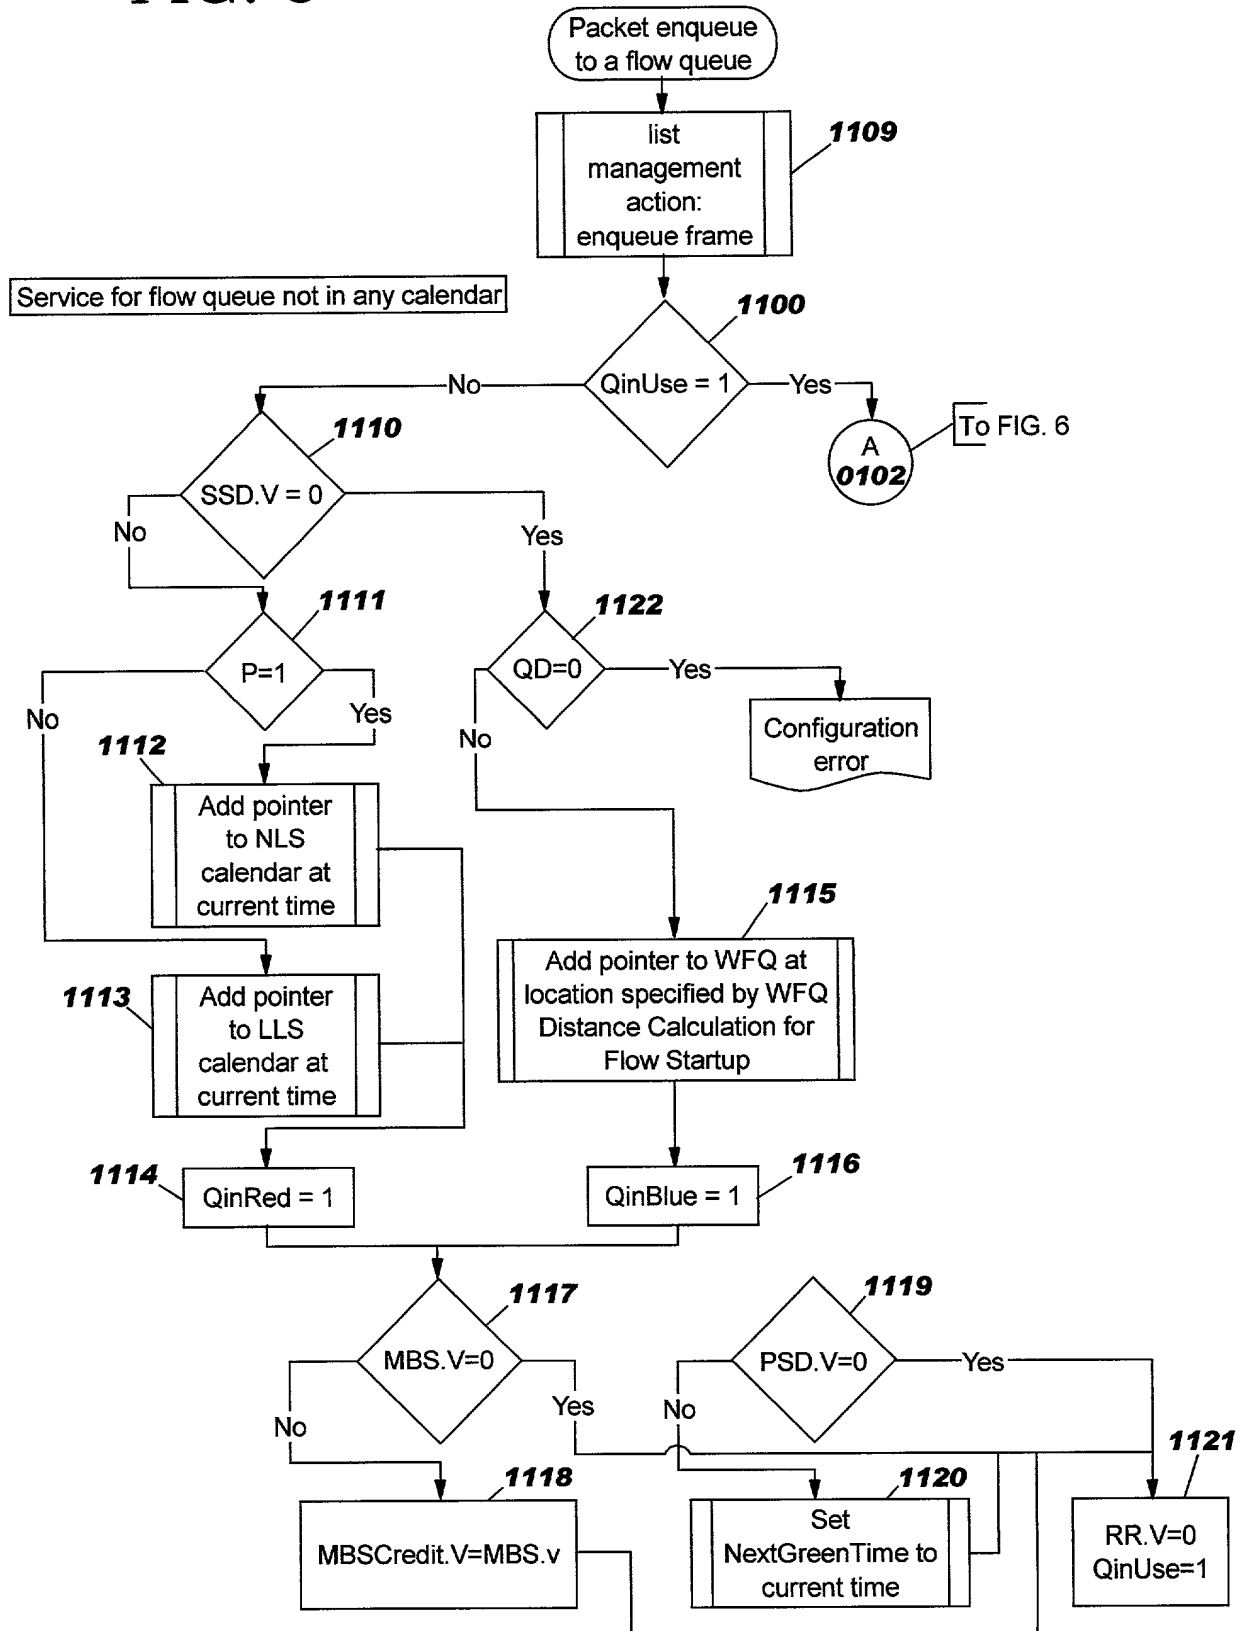 Packet enqueue
to a flow queue
list
management
action:
enqueue frame
1109
Service for flow queue not in any calendar
1100
QinUse = 1
No
Yes
A
0102
To FIG. 6
1110
SSD.V = 0
No
Yes
1111
P=1
No
Yes
1122
QD=0
Yes
No
Configuration
error
1112
Add pointer
to NLS
calendar at
current time
1113
Add pointer
to LLS
calendar at
current time
1115
Add pointer to WFQ at
location specified by WFQ
Distance Calculation for
Flow Startup
1114
QinRed = 1
1116
QinBlue = 1
1117
MBS.V=0
No
Yes
1119
PSD.V=0
Yes
No
1118
MBSCredit.V=MBS.v
1120
Set
NextGreenTime to
current time
1121
RR.V=0
QinUse=1